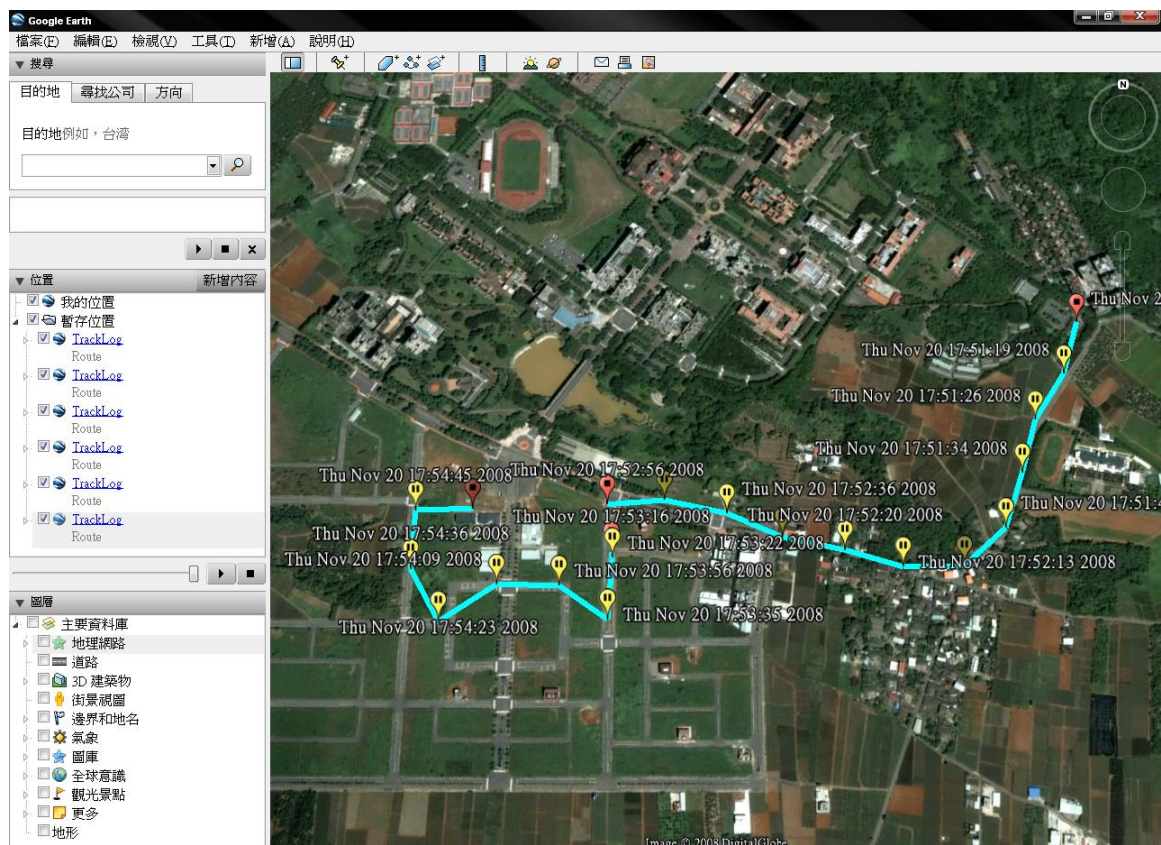 Google Earth
檔案(F) 編輯(E) 檢視(V) 工具(T) 新增(A) 說明(H)
搜尋
目的地 尋找公司 方向
目的地例如，台湾
位置 新增內容
我的位置
暫存位置
TrackLog
Route
TrackLog
Route
TrackLog
Route
TrackLog
Route
TrackLog
Route
TrackLog
Route
圖層
主要資料庫
地理網路
道路
3D 建築物
街景視圖
邊界和地名
氣象
圖庫
全球意識
觀光景點
更多
地形
N
Thu Nov 2
Thu Nov 20 17:51:19 2008
Thu Nov 20 17:51:26 2008
Thu Nov 20 17:51:34 2008
Thu Nov 20 17:54:45 2008
Thu Nov 20 17:52:56 2008
Thu Nov 20 17:52:36 2008
Thu Nov 20 17:51:4
Thu Nov 20 17:53:16 2008
Thu Nov 20 17:52:20 2008
Thu Nov 20 17:54:36 2008
Thu Nov 20 17:53:22 2008
Thu Nov 20 17:54:09 2008
Thu Nov 20 17:53:56 2008
Thu Nov 20 17:52:13 2008
Thu Nov 20 17:54:23 2008
Thu Nov 20 17:53:35 2008
Image © 2008 DigitalGlobe